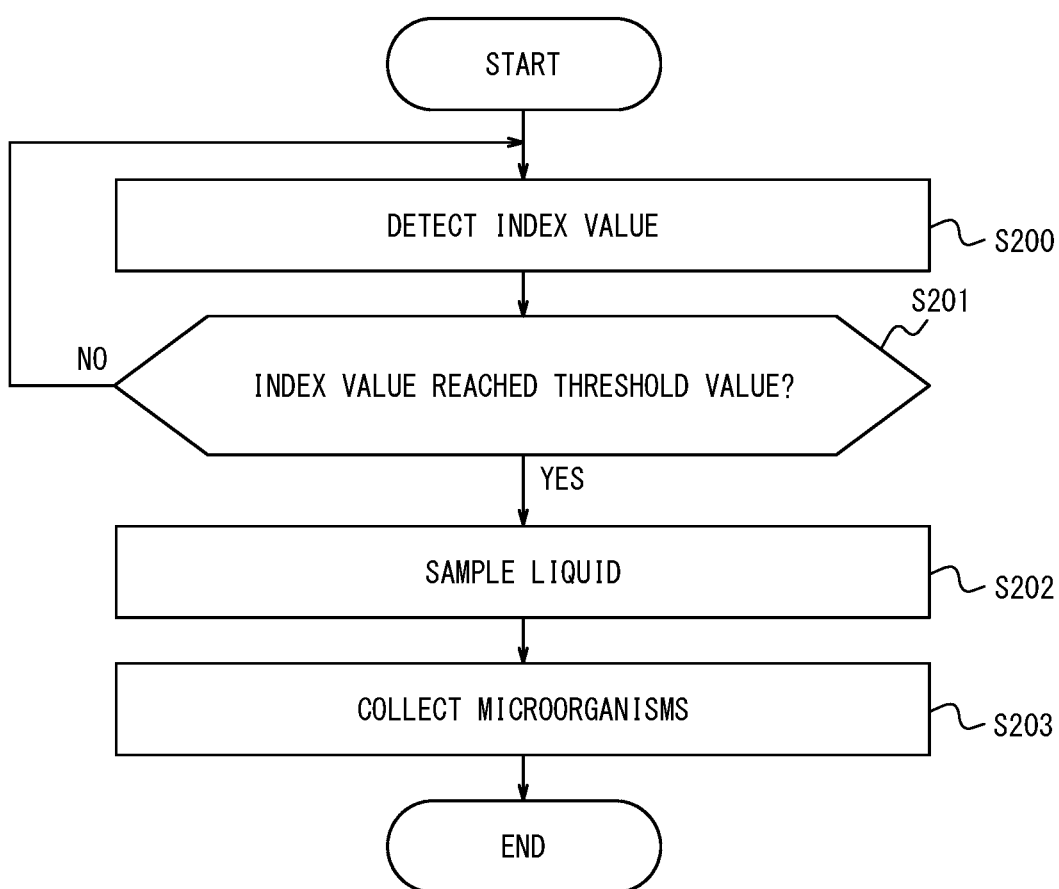 START
DETECT INDEX VALUE
S200
S201
NO
INDEX VALUE REACHED THRESHOLD VALUE?
YES
SAMPLE LIQUID
S202
COLLECT MICROORGANISMS
S203
END